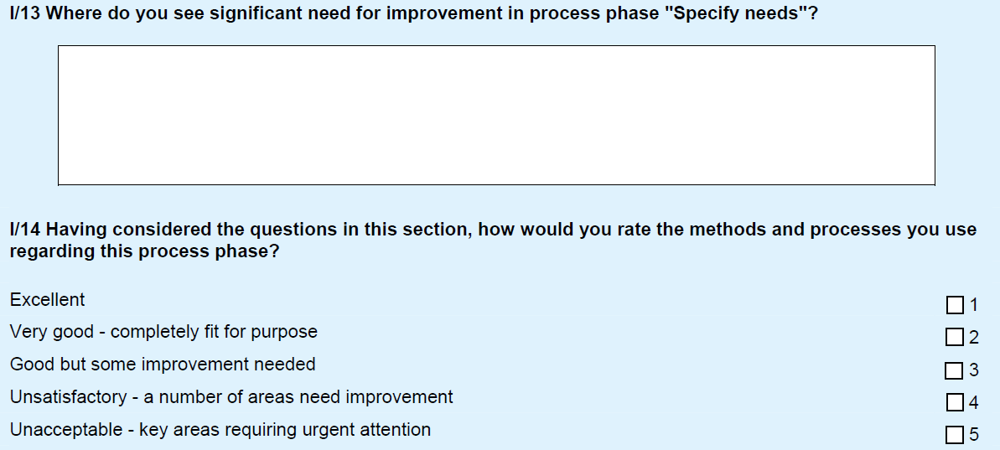 I/13 Where do you see significant need for improvement in process phase "Specify needs"?
I/14 Having considered the questions in this section, how would you rate the methods and processes you use
regarding this process phase?
Excellent 1
Very good - completely fit for purpose 2
Good but some improvement needed 3
Unsatisfactory - a number of areas need improvement 4
Unacceptable - key areas requiring urgent attention 5